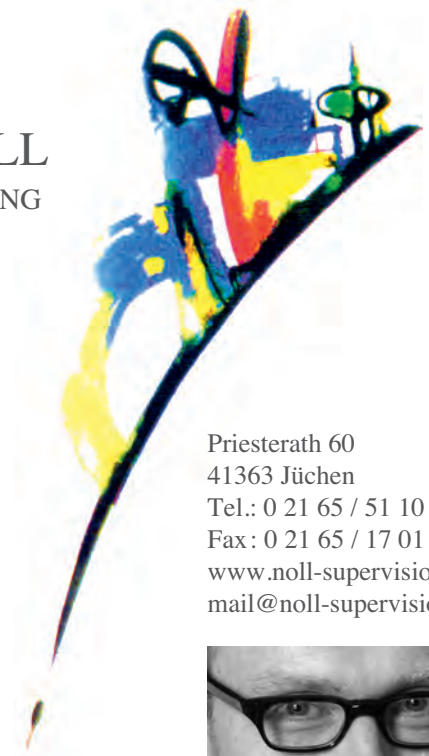 LL
NG
Priesterath 60
41363 Jüchen
Tel.: 0 21 65 / 51 10
Fax: 0 21 65 / 17 01
www.noll-supervisio
mail@noll-supervisio